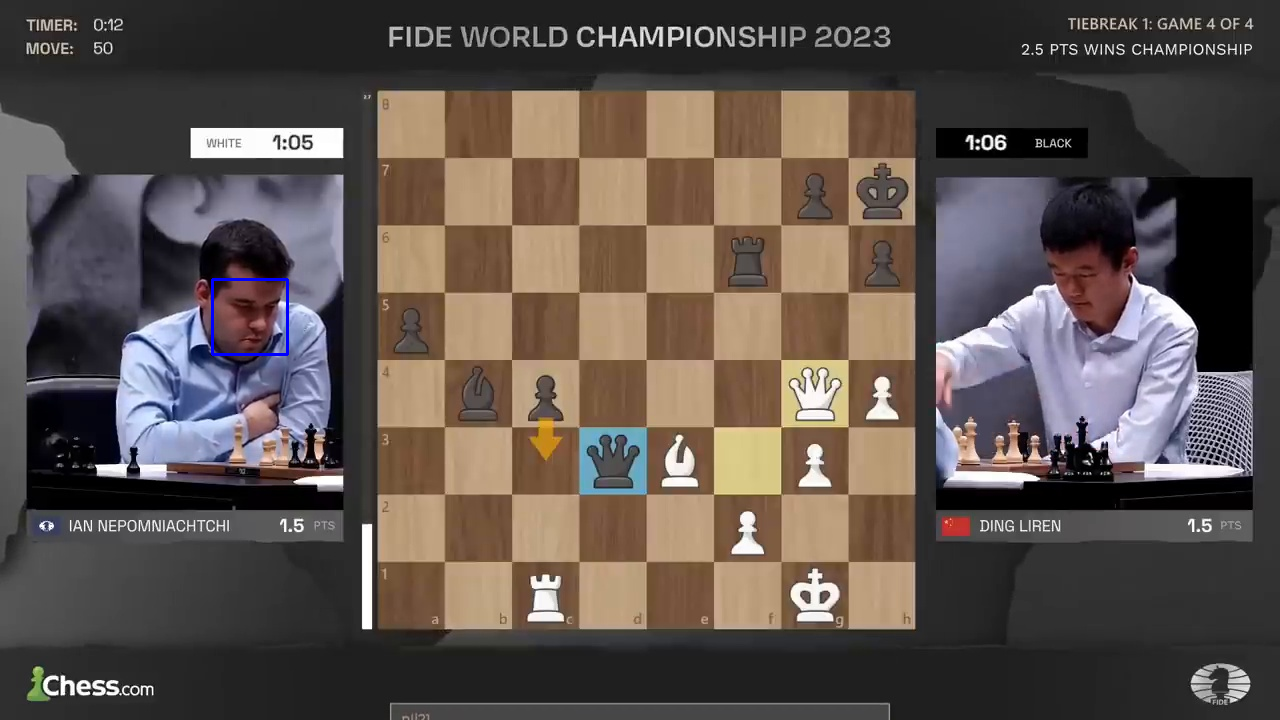 TIMER: 0:12
MOVE: 50
FIDE WORLD CHAMPIONSHIP 2023
TIEBREAK 1: GAME 4 OF 4
2.5 PTS WINS CHAMPIONSHIP
WHITE 1:05
1:06 BLACK
8
7
6
5
4
3
2
1
a b c d e f g h
IAN NEPOMNIACHTCHI 1.5 PTS
DING LIREN 1.5 PTS
Chess.com
FIDE